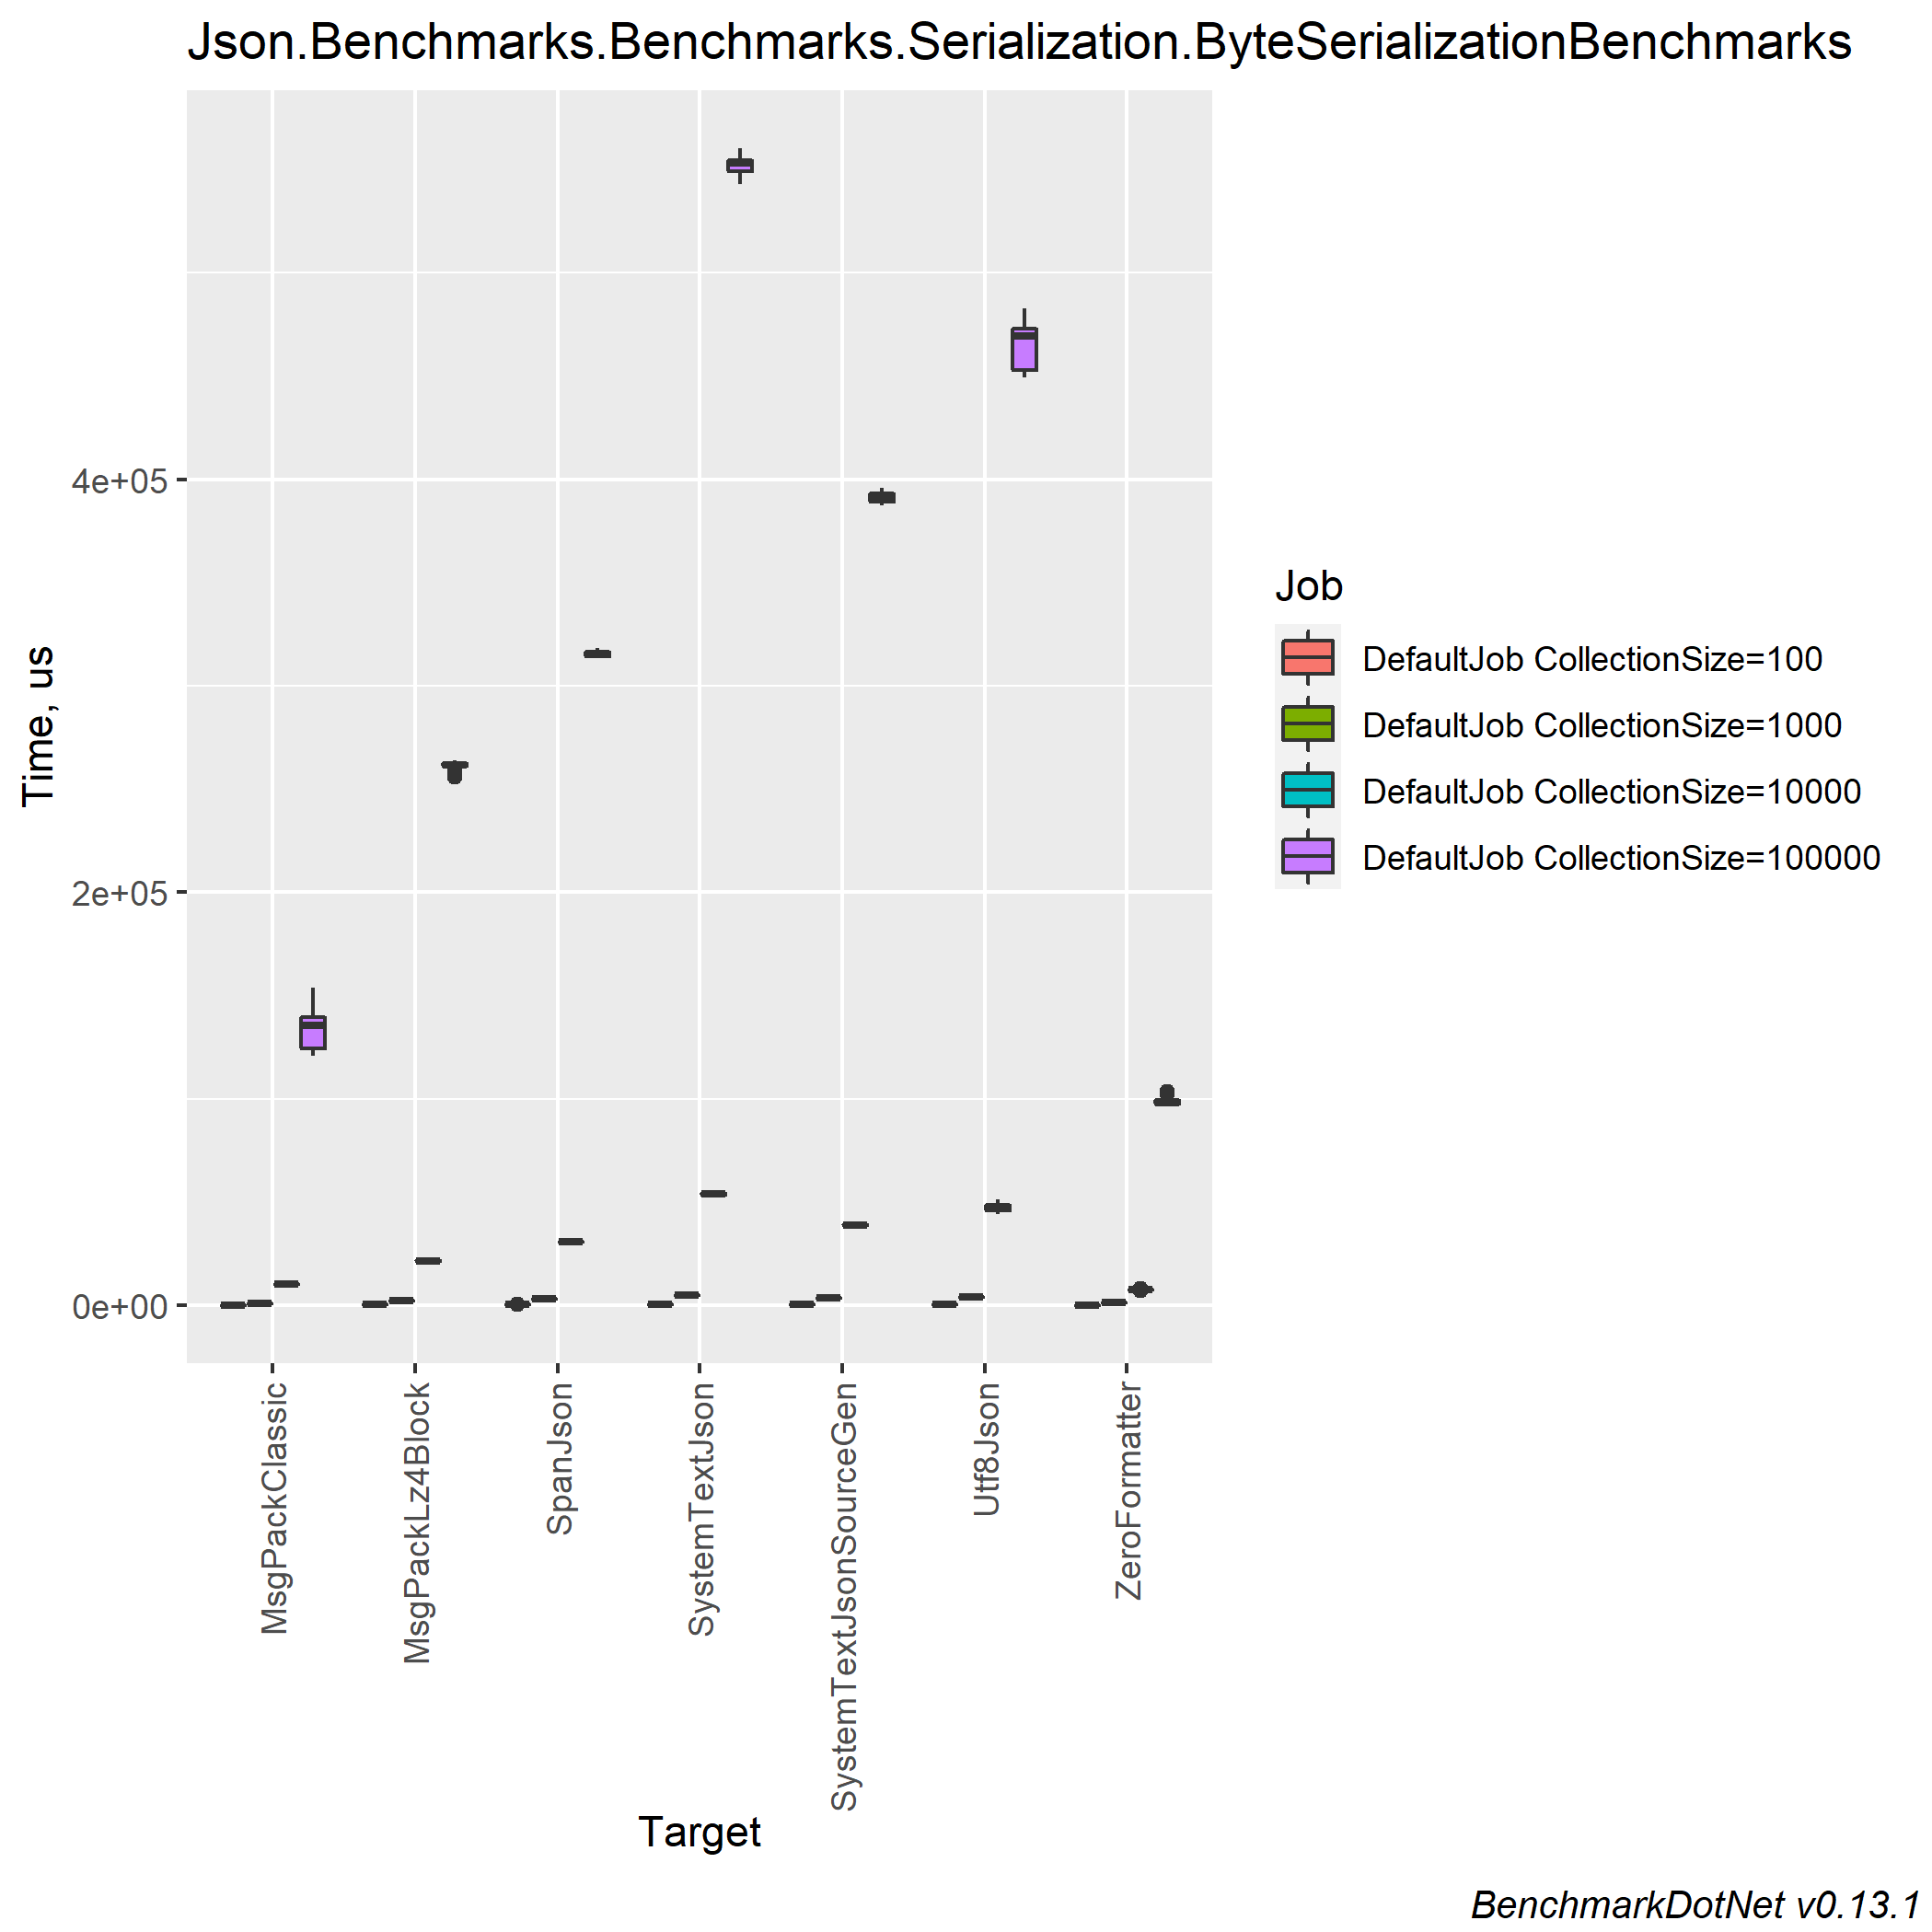 Json.Benchmarks.Benchmarks.Serialization.ByteSerializationBenchmarks
Time, us
4e+05
2e+05
0e+00
MsgPackClassic
MsgPackLz4Block
SpanJson
SystemTextJson
SystemTextJsonSourceGen
Utf8Json
ZeroFormatter
Target
Job
DefaultJob CollectionSize=100
DefaultJob CollectionSize=1000
DefaultJob CollectionSize=10000
DefaultJob CollectionSize=100000
BenchmarkDotNet v0.13.1